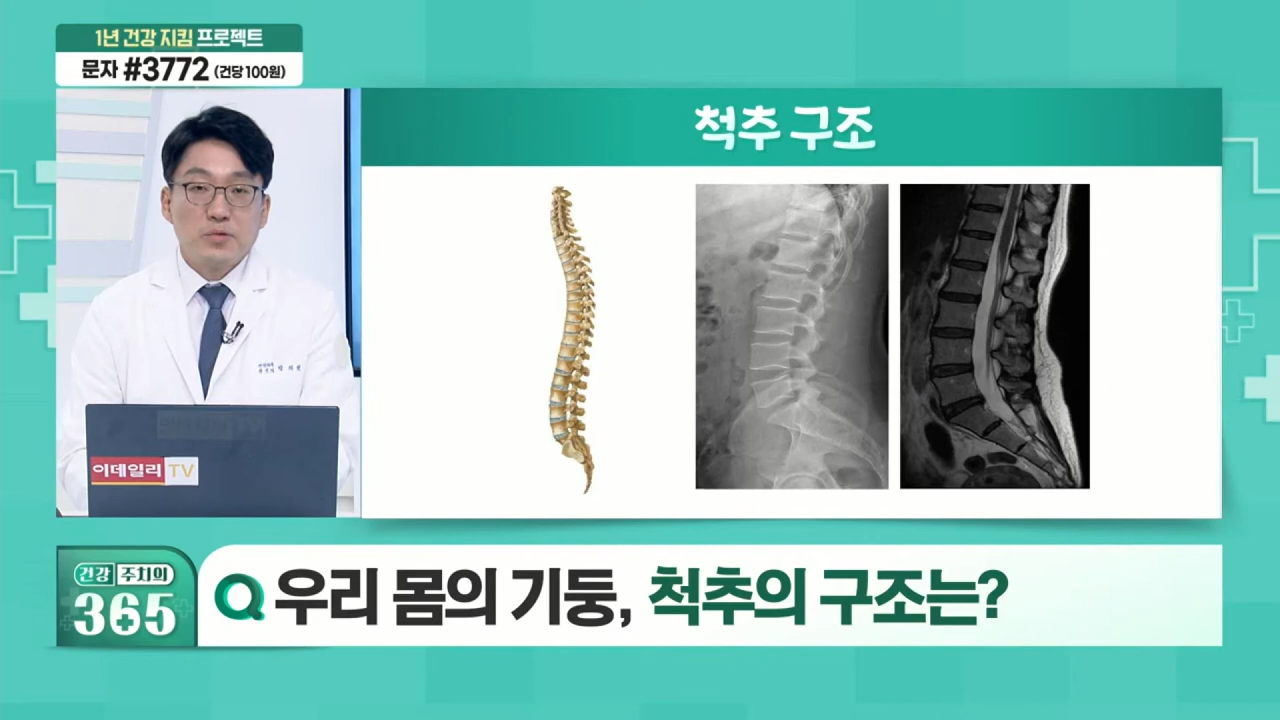 1년 건강 지킴 프로젝트
문자 #3772 (건당 100원)
척추 구조
이데일리 TV
건강 주치의
365
Q 우리 몸의 기둥, 척추의 구조는?